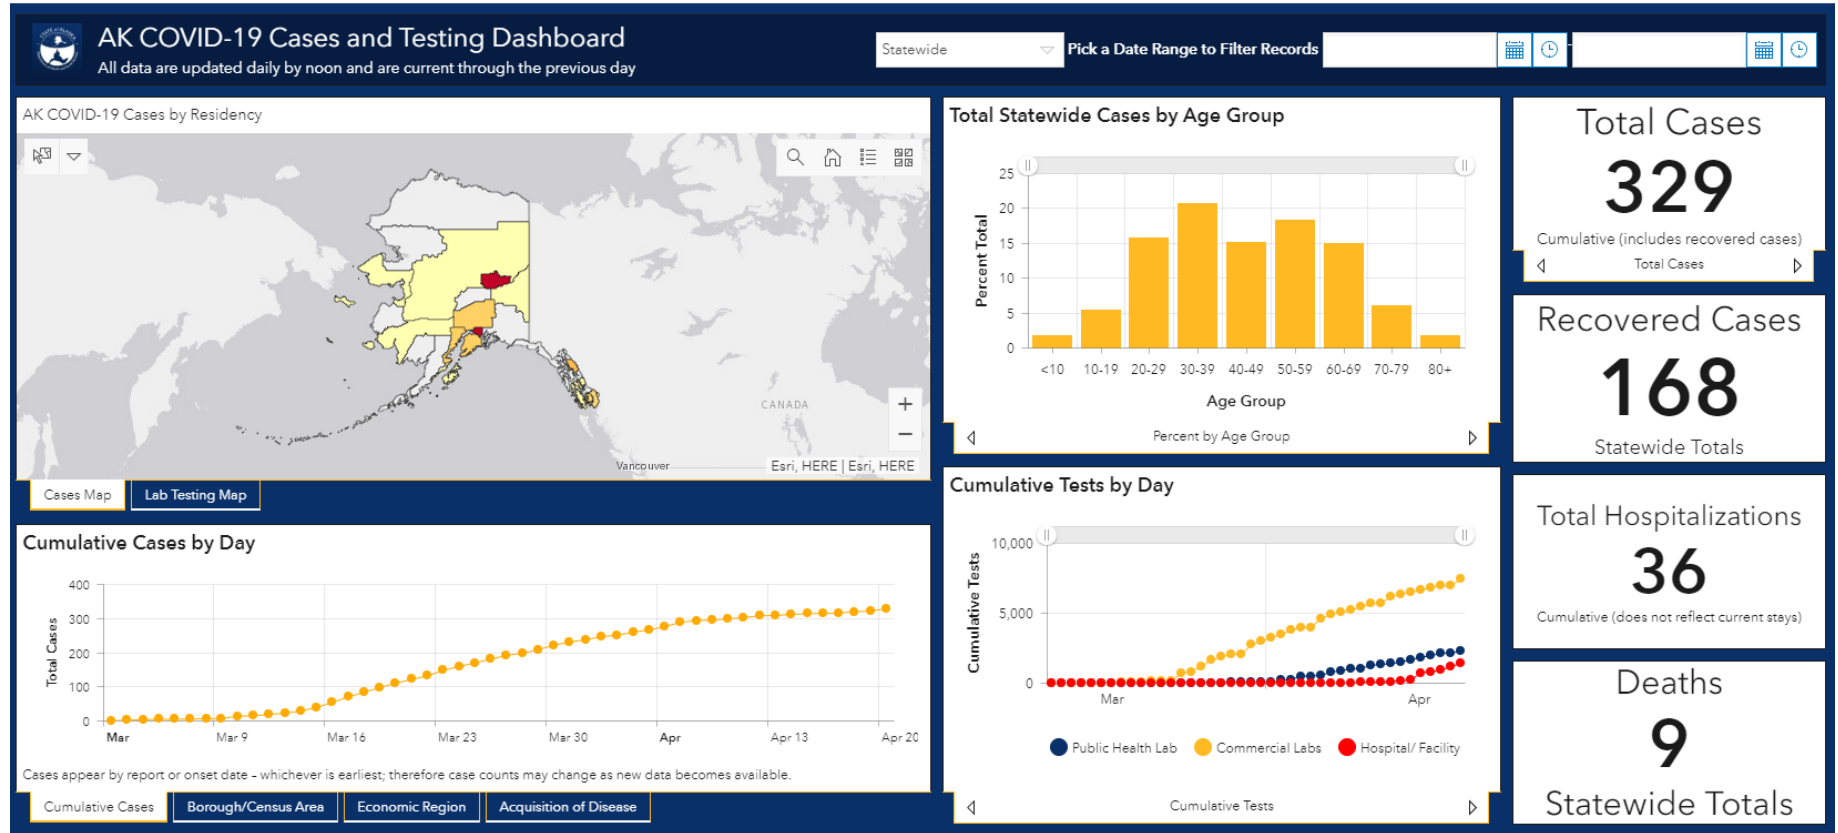 AK COVID-19 Cases and Testing Dashboard
All data are updated daily by noon and are current through the previous day
Statewide
Pick a Date Range to Filter Records
AK COVID-19 Cases by Residency
CANADA
Vancouver
Esri, HERE | Esri, HERE
Cases Map
Lab Testing Map
Cumulative Cases by Day
Total Cases
400
300
200
100
0
Mar
Mar 9
Mar 16
Mar 23
Mar 30
Apr
Apr 13
Apr 20
Cases appear by report or onset date - whichever is earliest; therefore case counts may change as new data becomes available.
Cumulative Cases
Borough/Census Area
Economic Region
Acquisition of Disease
Total Statewide Cases by Age Group
Percent Total
25
20
15
10
5
0
<10
10-19
20-29
30-39
40-49
50-59
60-69
70-79
80+
Age Group
Percent by Age Group
Cumulative Tests by Day
Cumulative Tests
10,000
5,000
0
Mar
Apr
Public Health Lab
Commercial Labs
Hospital/ Facility
Cumulative Tests
Total Cases
329
Cumulative (includes recovered cases)
Total Cases
Recovered Cases
168
Statewide Totals
Total Hospitalizations
36
Cumulative (does not reflect current stays)
Deaths
9
Statewide Totals